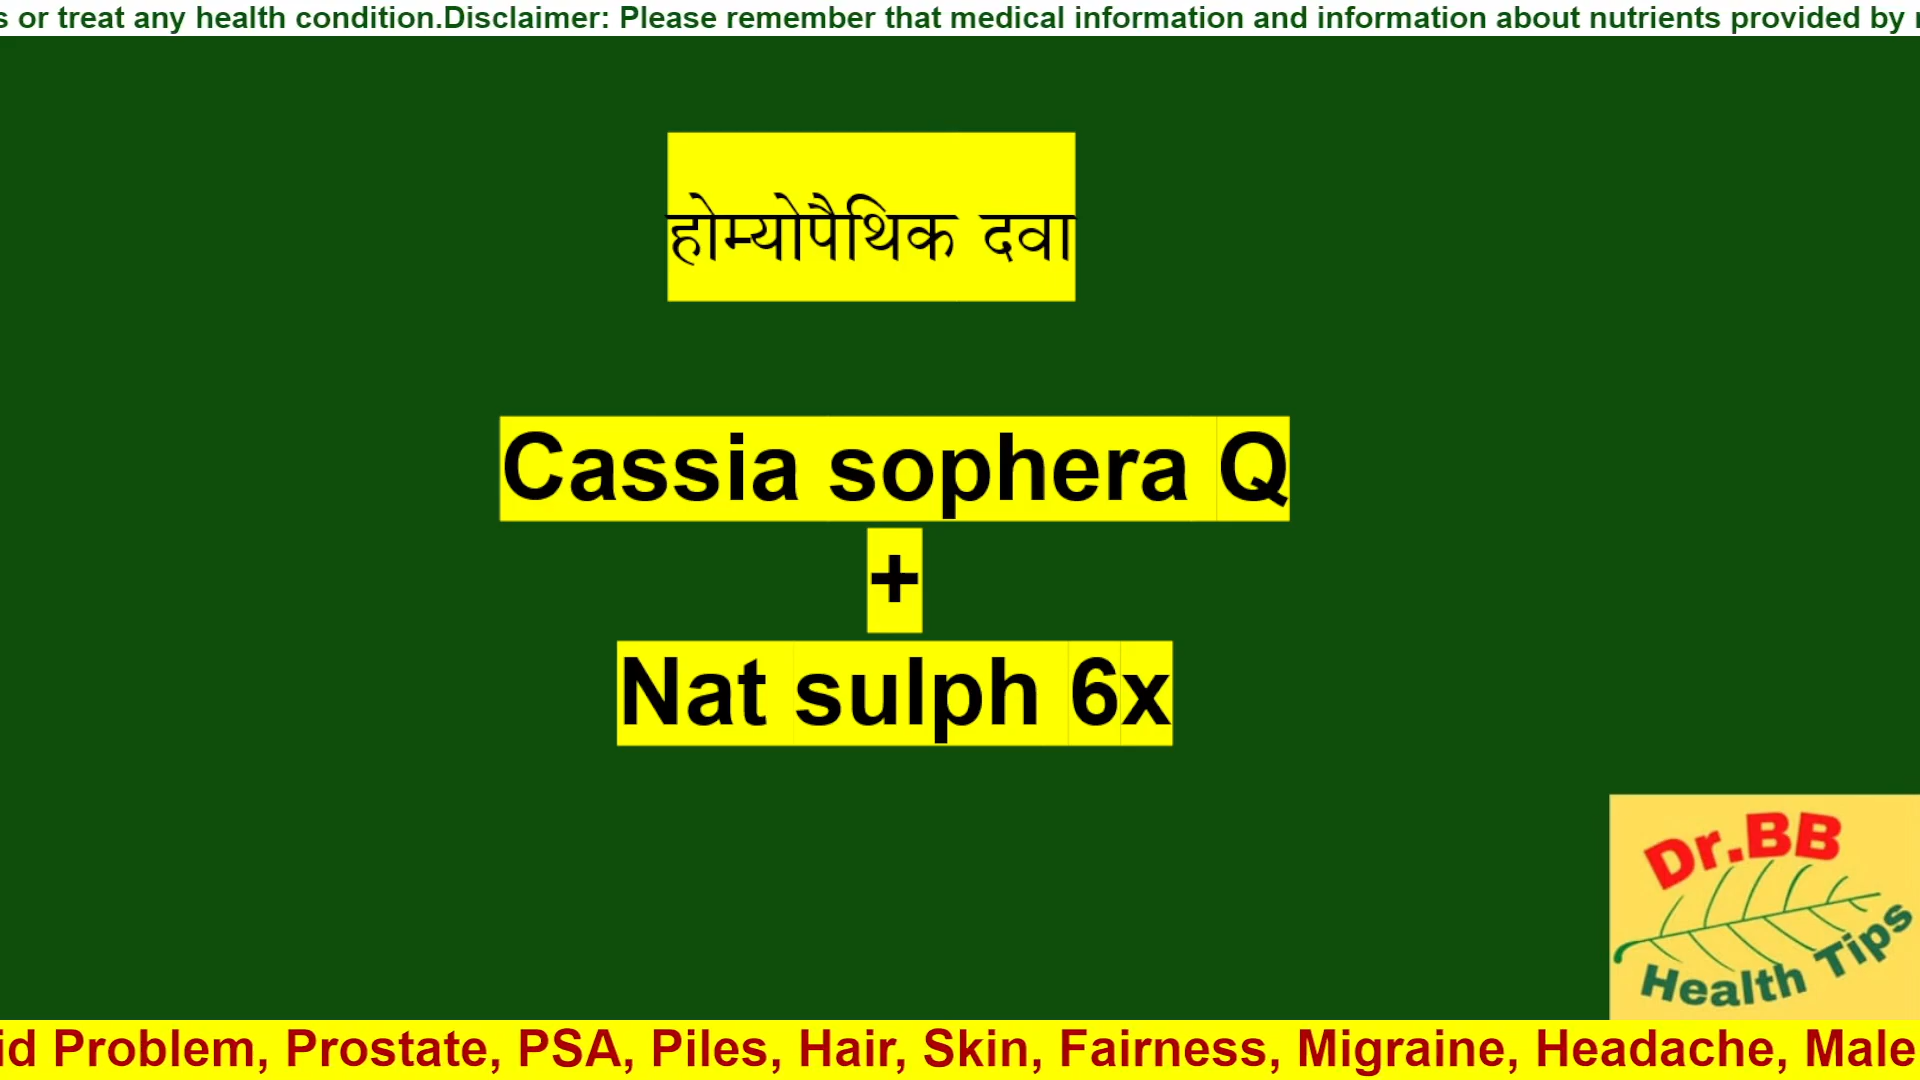 s or treat any health condition.Disclaimer: Please remember that medical information and information about nutrients provided by
होम्योपैथिक दवा
Cassia sophera Q
+
Nat sulph 6x
Dr.BB
Health Tips
id Problem, Prostate, PSA, Piles, Hair, Skin, Fairness, Migraine, Headache, Male